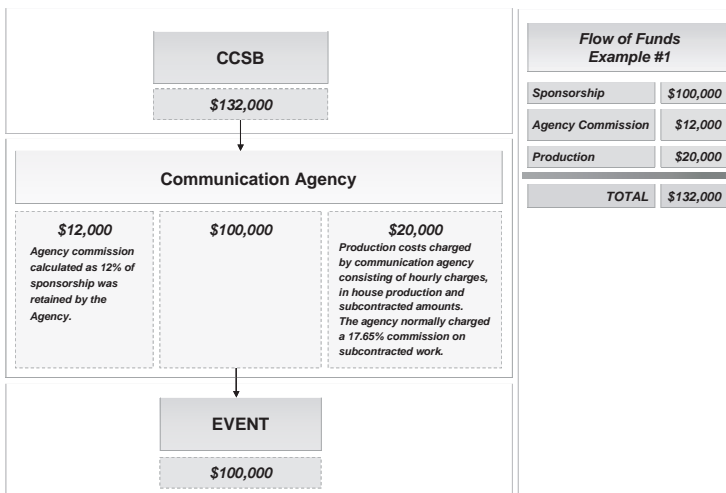 CCSB
$132,000
Communication Agency
$12,000
Agency commission
calculated as 12% of
sponsorship was
retained by the
Agency.
$100,000
$20,000
Production costs charged
by communication agency
consisting of hourly charges,
in house production and
subcontracted amounts.
The agency normally charged
a 17.65% commission on
subcontracted work.
EVENT
$100,000
Flow of Funds
Example #1
Sponsorship $100,000
Agency Commission $12,000
Production $20,000
TOTAL $132,000